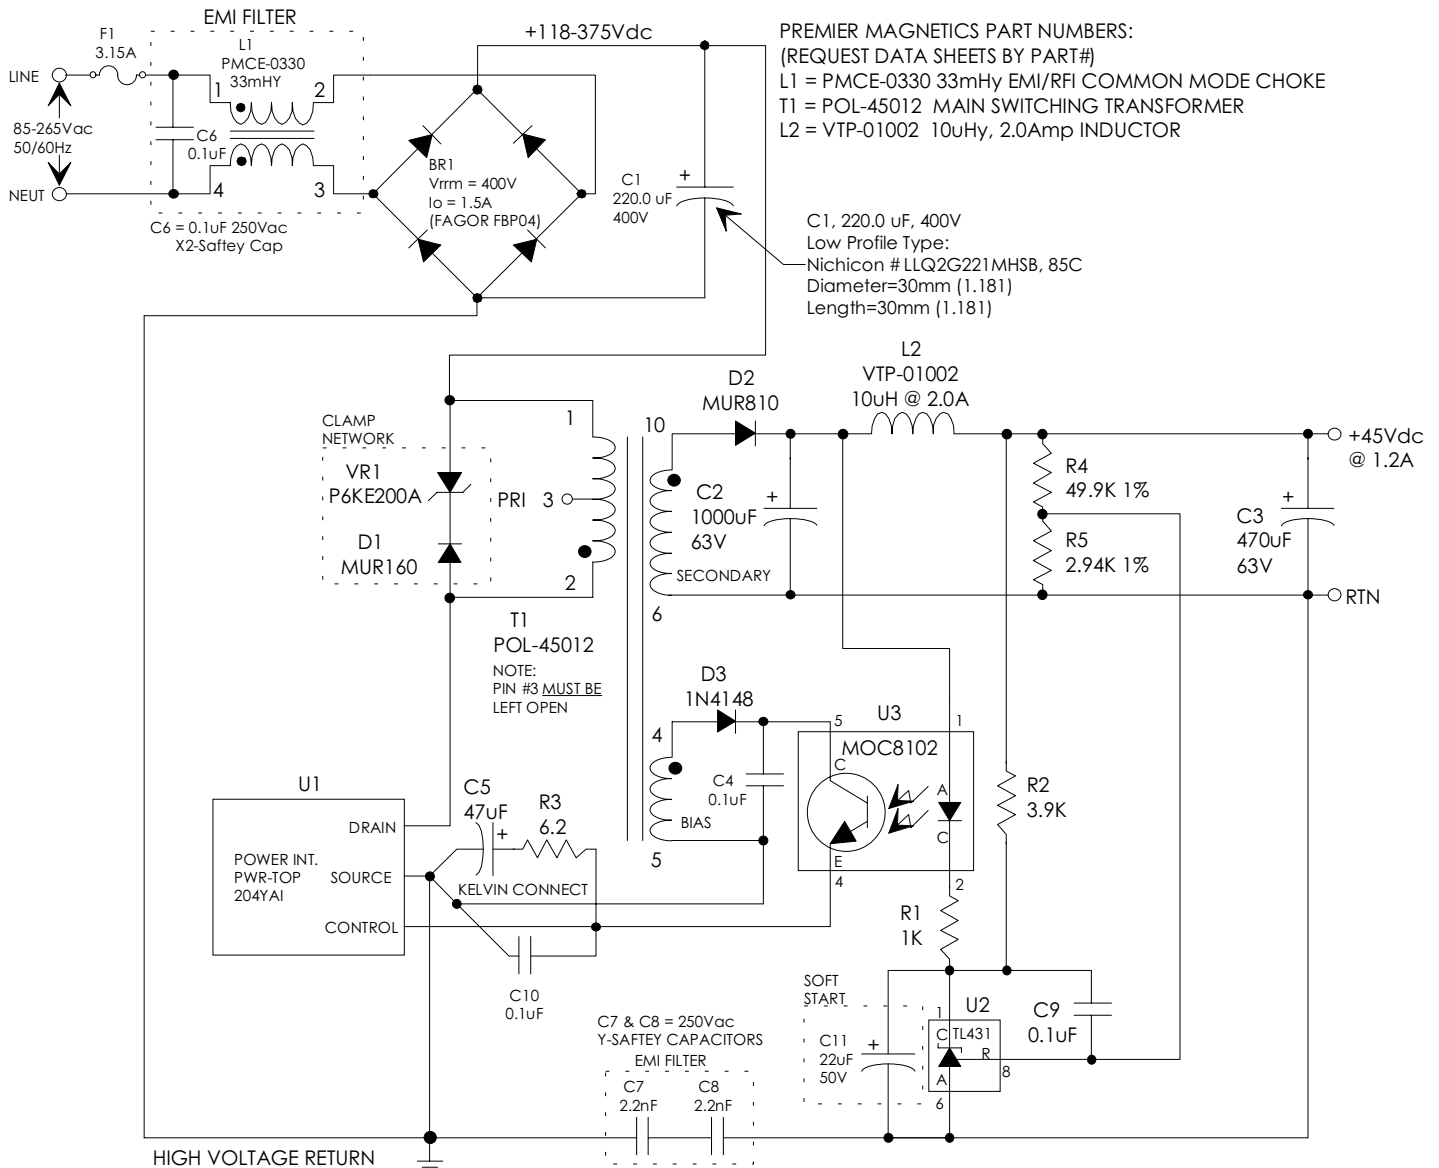 EMI FILTER
F1
3.15A
L1
PMCE-0330
33mHY
1
2
LINE
85-265Vac
50/60Hz
C6
0.1uF
NEUT
4
3
C6 = 0.1uF 250Vac
X2-Saftey Cap
+118-375Vdc
BR1
Vrrm = 400V
Io = 1.5A
(FAGOR FBP04)
C1
+
220.0 uF
400V
PREMIER MAGNETICS PART NUMBERS:
(REQUEST DATA SHEETS BY PART#)
L1 = PMCE-0330 33mHy EMI/RFI COMMON MODE CHOKE
T1 = POL-45012 MAIN SWITCHING TRANSFORMER
L2 = VTP-01002 10uHy, 2.0Amp INDUCTOR
C1, 220.0 uF, 400V
Low Profile Type:
Nichicon # LLQ2G221MHSB, 85C
Diameter=30mm (1.181)
Length=30mm (1.181)
CLAMP
NETWORK
VR1
P6KE200A
D1
MUR160
1
PRI
3
2
T1
POL-45012
NOTE:
PIN #3 MUST BE
LEFT OPEN
10
SECONDARY
6
D2
MUR810
C2
+
1000uF
63V
L2
VTP-01002
10uH @ 2.0A
R4
49.9K 1%
R5
2.94K 1%
C3
+
470uF
63V
+45Vdc
@ 1.2A
RTN
4
BIAS
5
D3
1N4148
C4
0.1uF
U3
MOC8102
5
1
C
A
C
E
4
2
R2
3.9K
R1
1K
U1
DRAIN
POWER INT.
PWR-TOP
204YAI
SOURCE
CONTROL
C5
47uF
+
R3
6.2
KELVIN CONNECT
C10
0.1uF
C7 & C8 = 250Vac
Y-SAFTEY CAPACITORS
EMI FILTER
C7
2.2nF
C8
2.2nF
SOFT
START
C11
+
22uF
50V
1
U2
C
TL431
R
8
A
6
C9
0.1uF
HIGH VOLTAGE RETURN